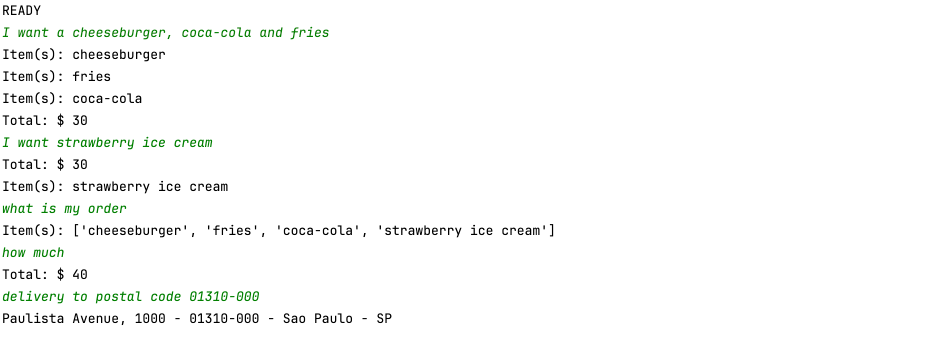 READY
I want a cheeseburger, coca-cola and fries
Item(s): cheeseburger
Item(s): fries
Item(s): coca-cola
Total: $ 30
I want strawberry ice cream
Total: $ 30
Item(s): strawberry ice cream
what is my order
Item(s): ['cheeseburger', 'fries', 'coca-cola', 'strawberry ice cream']
how much
Total: $ 40
delivery to postal code 01310-000
Paulista Avenue, 1000 - 01310-000 - Sao Paulo - SP